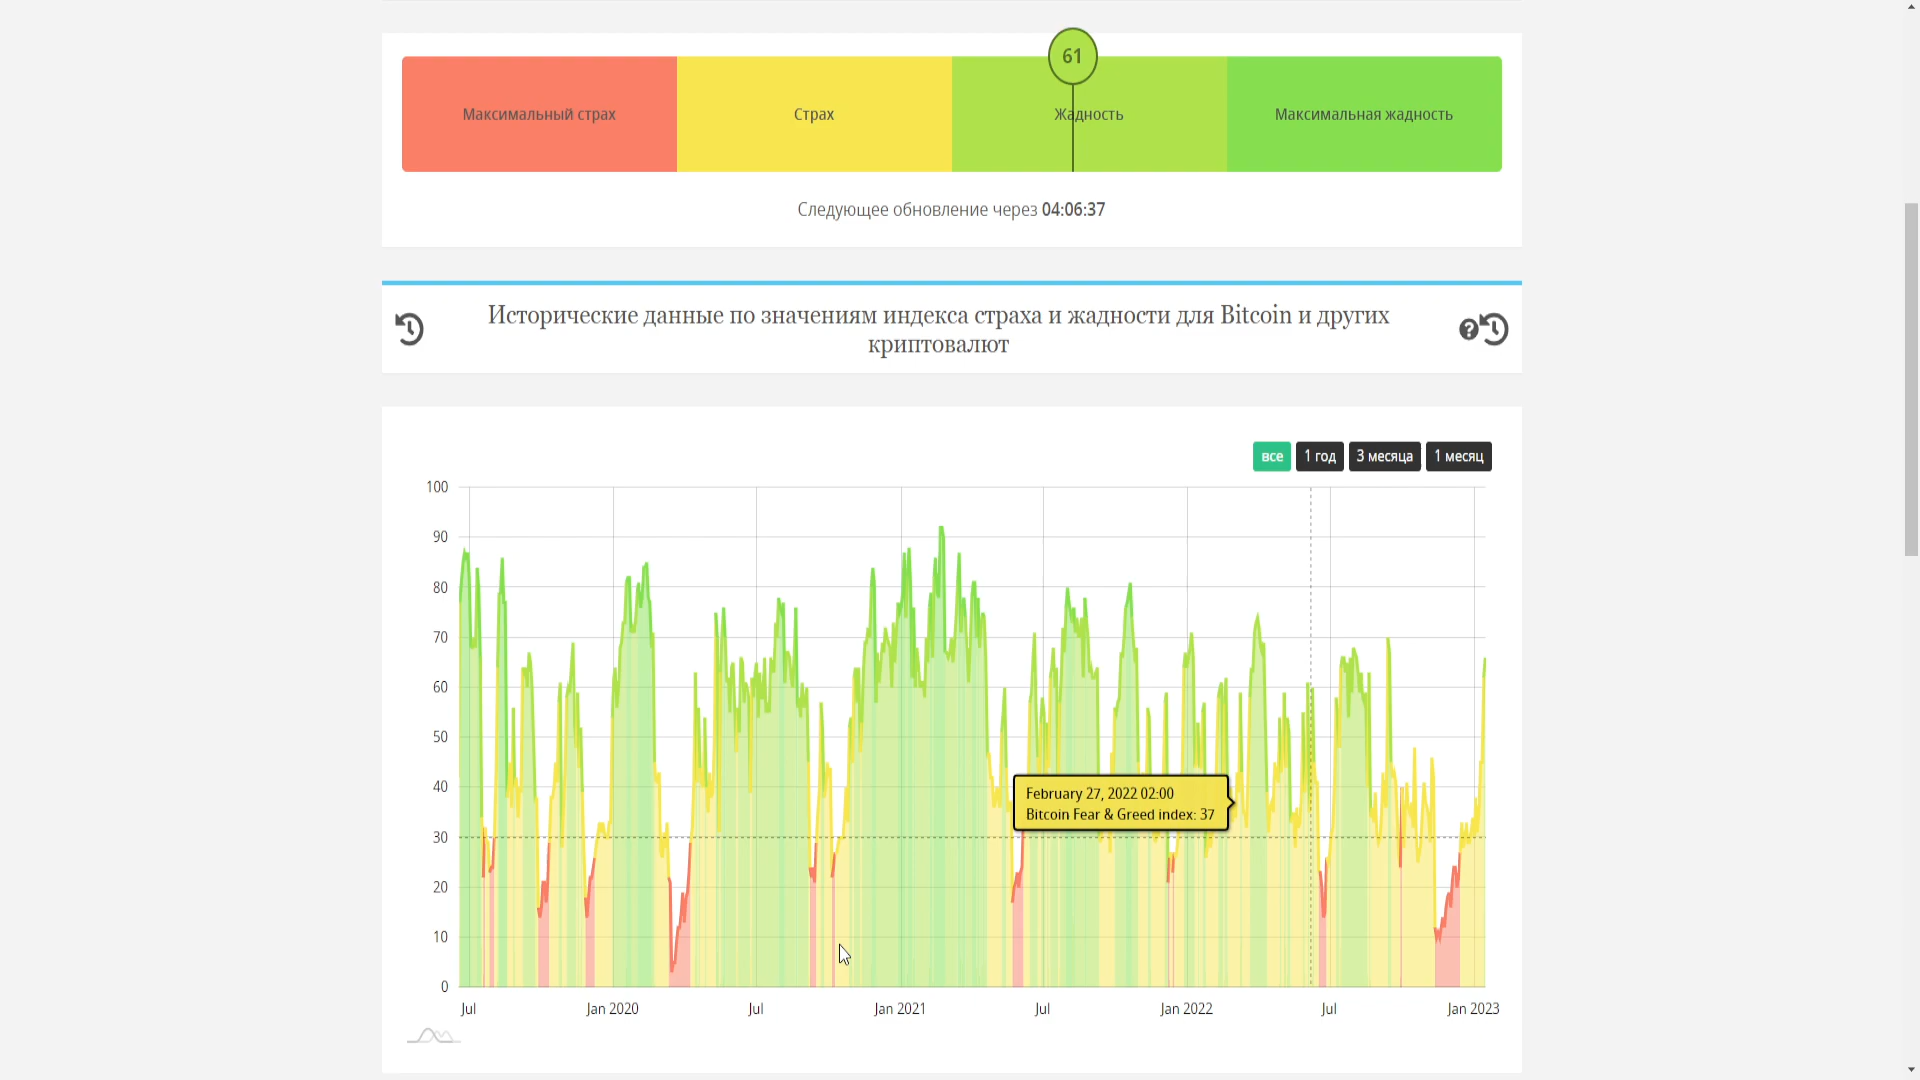 61
Максимальный страх
Страх
Жадность
Максимальная жадность
Следующее обновление через 04:06:37
Исторические данные по значениям индекса страха и жадности для Bitcoin и других
криптовалют
?
все
1 год
3 месяца
1 месяц
100
90
80
70
60
50
40
30
20
10
0
February 27, 2022 02:00
Bitcoin Fear & Greed index: 37
Jul
Jan 2020
Jul
Jan 2021
Jul
Jan 2022
Jul
Jan 2023